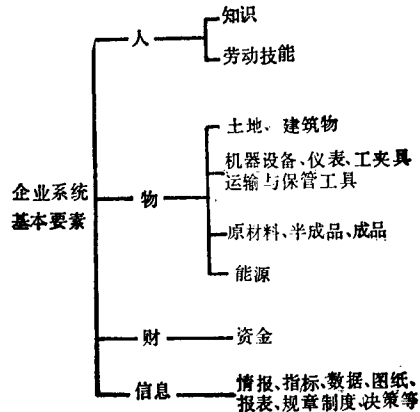 知识
人
劳动技能
土地、建筑物
机器设备、仪表、工夹具
运输与保管工具
企业系统
基本要素
物
原材料、半成品、成品
能源
财
资金
信息
情报、指标、数据、图纸、
报表、规章制度、决策等